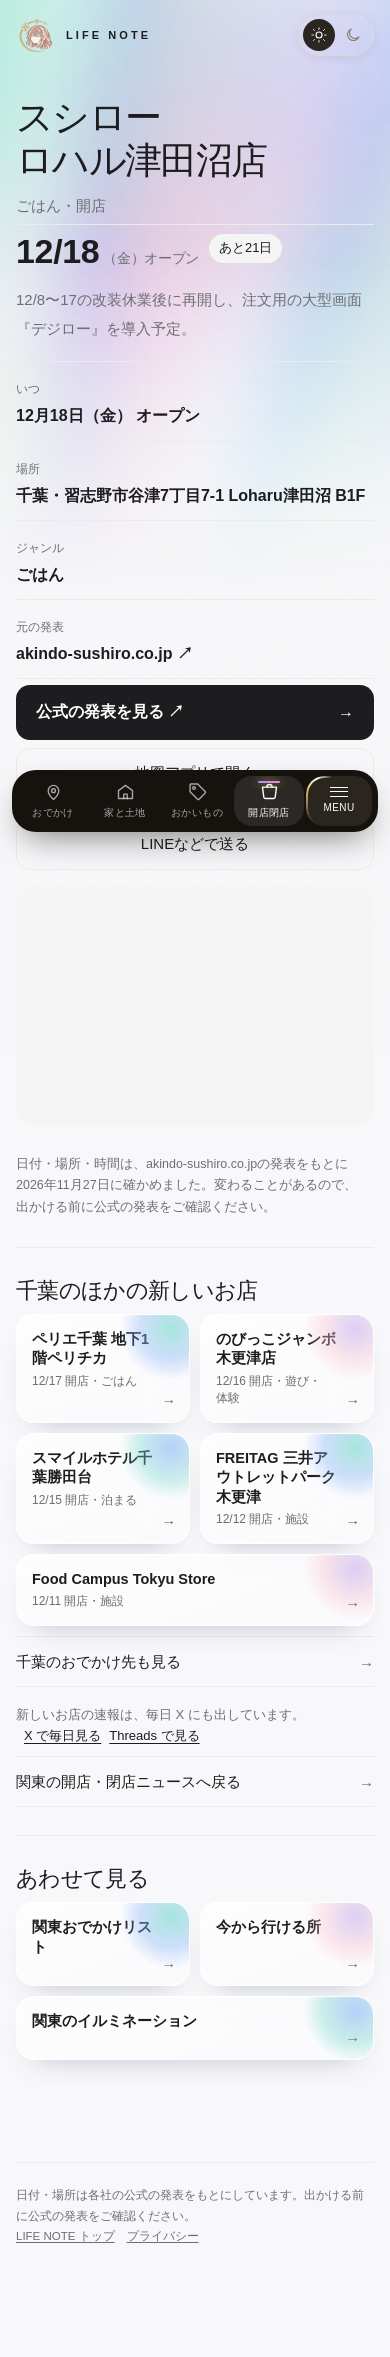 LIFE NOTE
スシロー
ロハル津田沼店
ごはん・開店
12/18（金）オープン あと21日
12/8〜17の改装休業後に再開し、注文用の大型画面
『デジロー』を導入予定。
いつ
12月18日（金） オープン
場所
千葉・習志野市谷津7丁目7-1 Loharu津田沼 B1F
ジャンル
ごはん
元の発表
akindo-sushiro.co.jp ↗
公式の発表を見る ↗ →
おでかけ 家と土地 おかいもの 開店閉店 MENU
LINEなどで送る
日付・場所・時間は、akindo-sushiro.co.jpの発表をもとに
2026年11月27日に確かめました。変わることがあるので、
出かける前に公式の発表をご確認ください。
千葉のほかの新しいお店
ペリエ千葉 地下1
階ペリチカ
12/17 開店・ごはん
→
のびっこジャンボ
木更津店
12/16 開店・遊び・
体験
→
スマイルホテル千
葉勝田台
12/15 開店・泊まる
→
FREITAG 三井ア
ウトレットパーク
木更津
12/12 開店・施設
→
Food Campus Tokyu Store
12/11 開店・施設
→
千葉のおでかけ先も見る →
新しいお店の速報は、毎日 X にも出しています。
X で毎日見る Threads で見る
関東の開店・閉店ニュースへ戻る →
あわせて見る
関東おでかけリス
ト
→
今から行ける所
→
関東のイルミネーション
→
日付・場所は各社の公式の発表をもとにしています。出かける前
に公式の発表をご確認ください。
LIFE NOTE トップ プライバシー